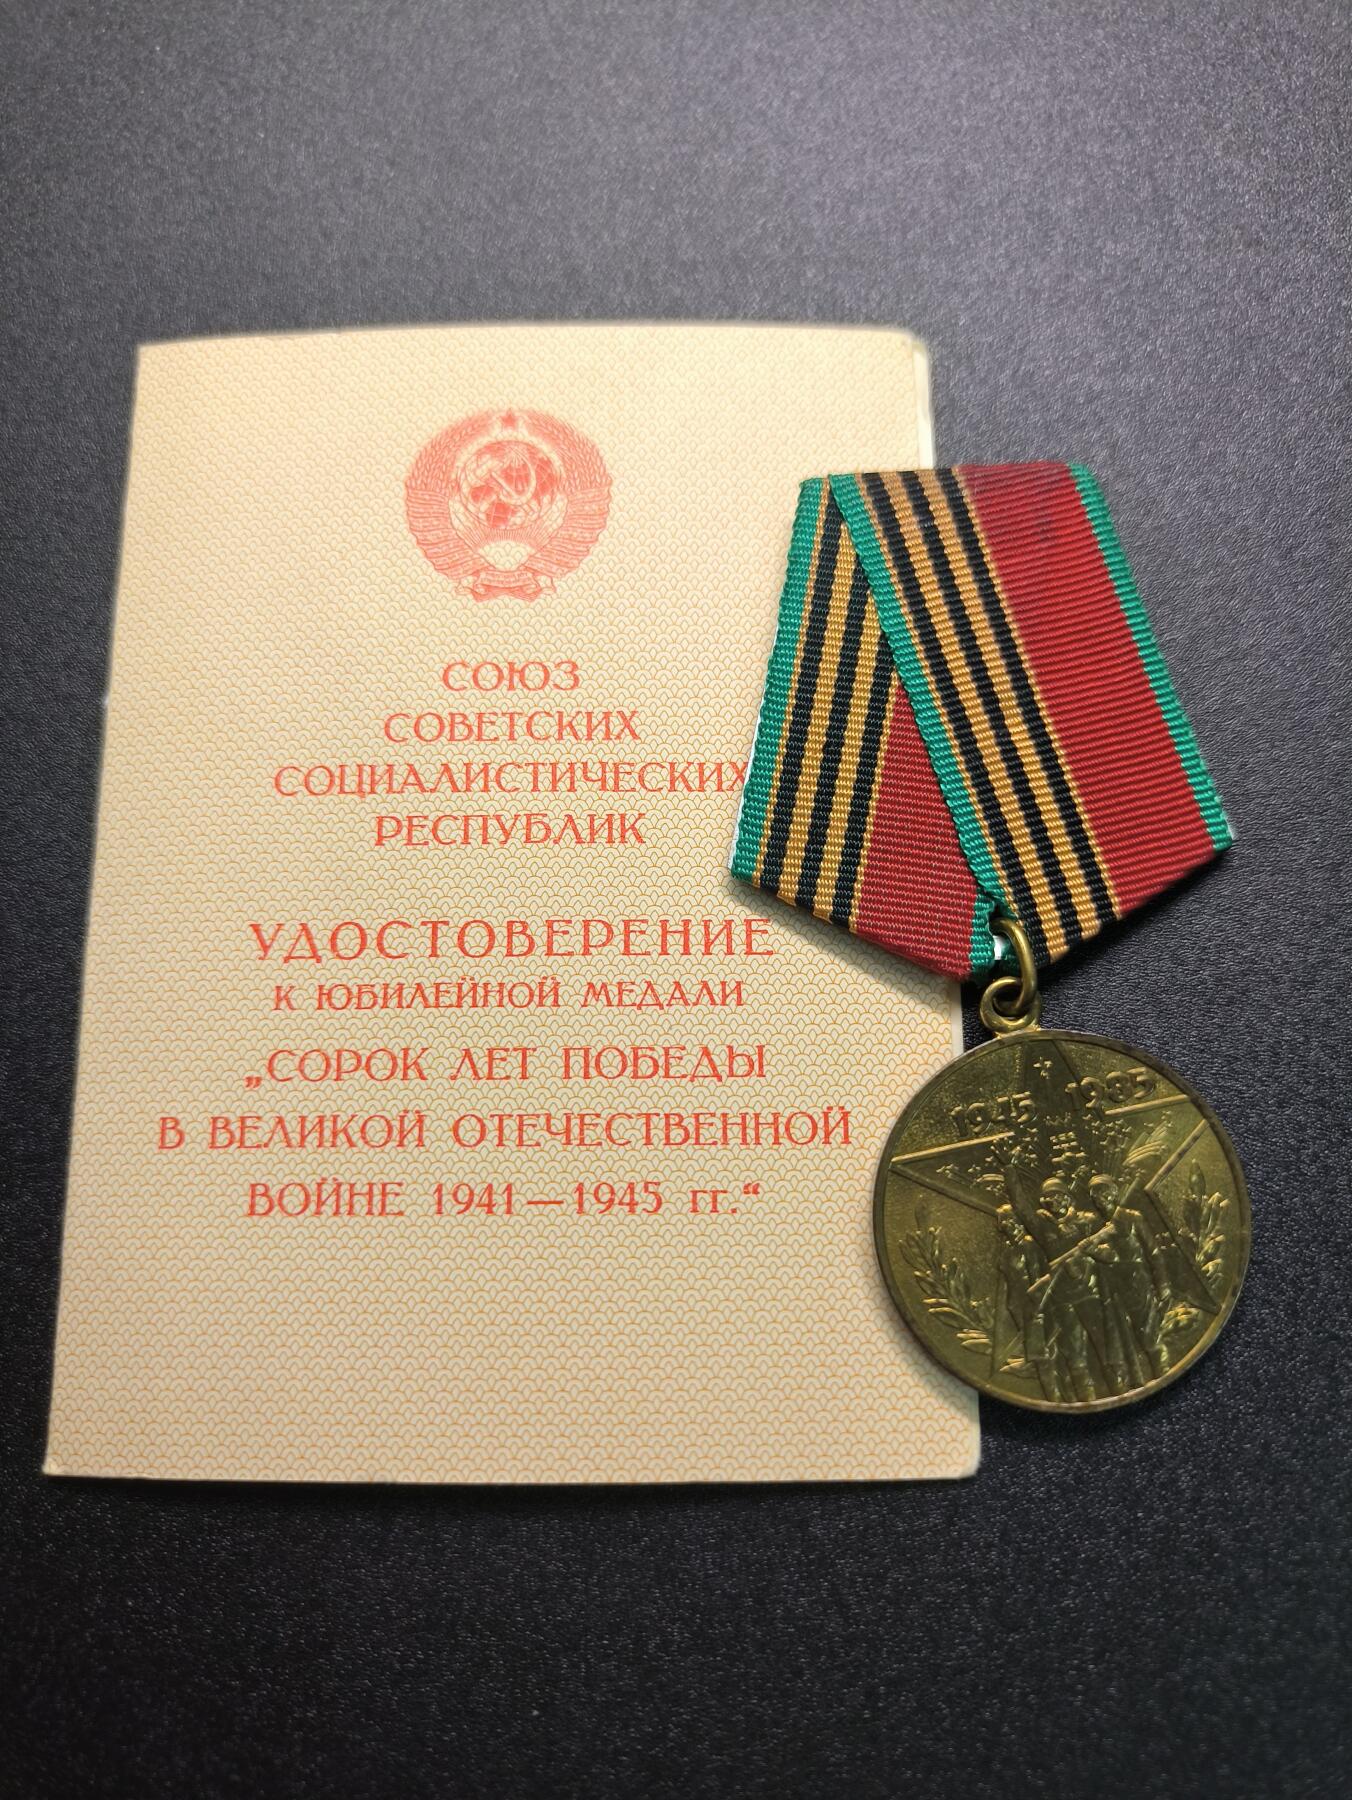 СОЮЗ
СОВЕТСКИХ
СОЦИАЛИСТИЧЕСКИХ
РЕСПУБЛИК
УДОСТОВЕРЕНИЕ
К ЮБИЛЕЙНОЙ МЕДАЛИ
„СОРОК ЛЕТ ПОБЕДЫ
В ВЕЛИКОЙ ОТЕЧЕСТВЕННОЙ
ВОЙНЕ 1941—1945 гг.“
1945 1985